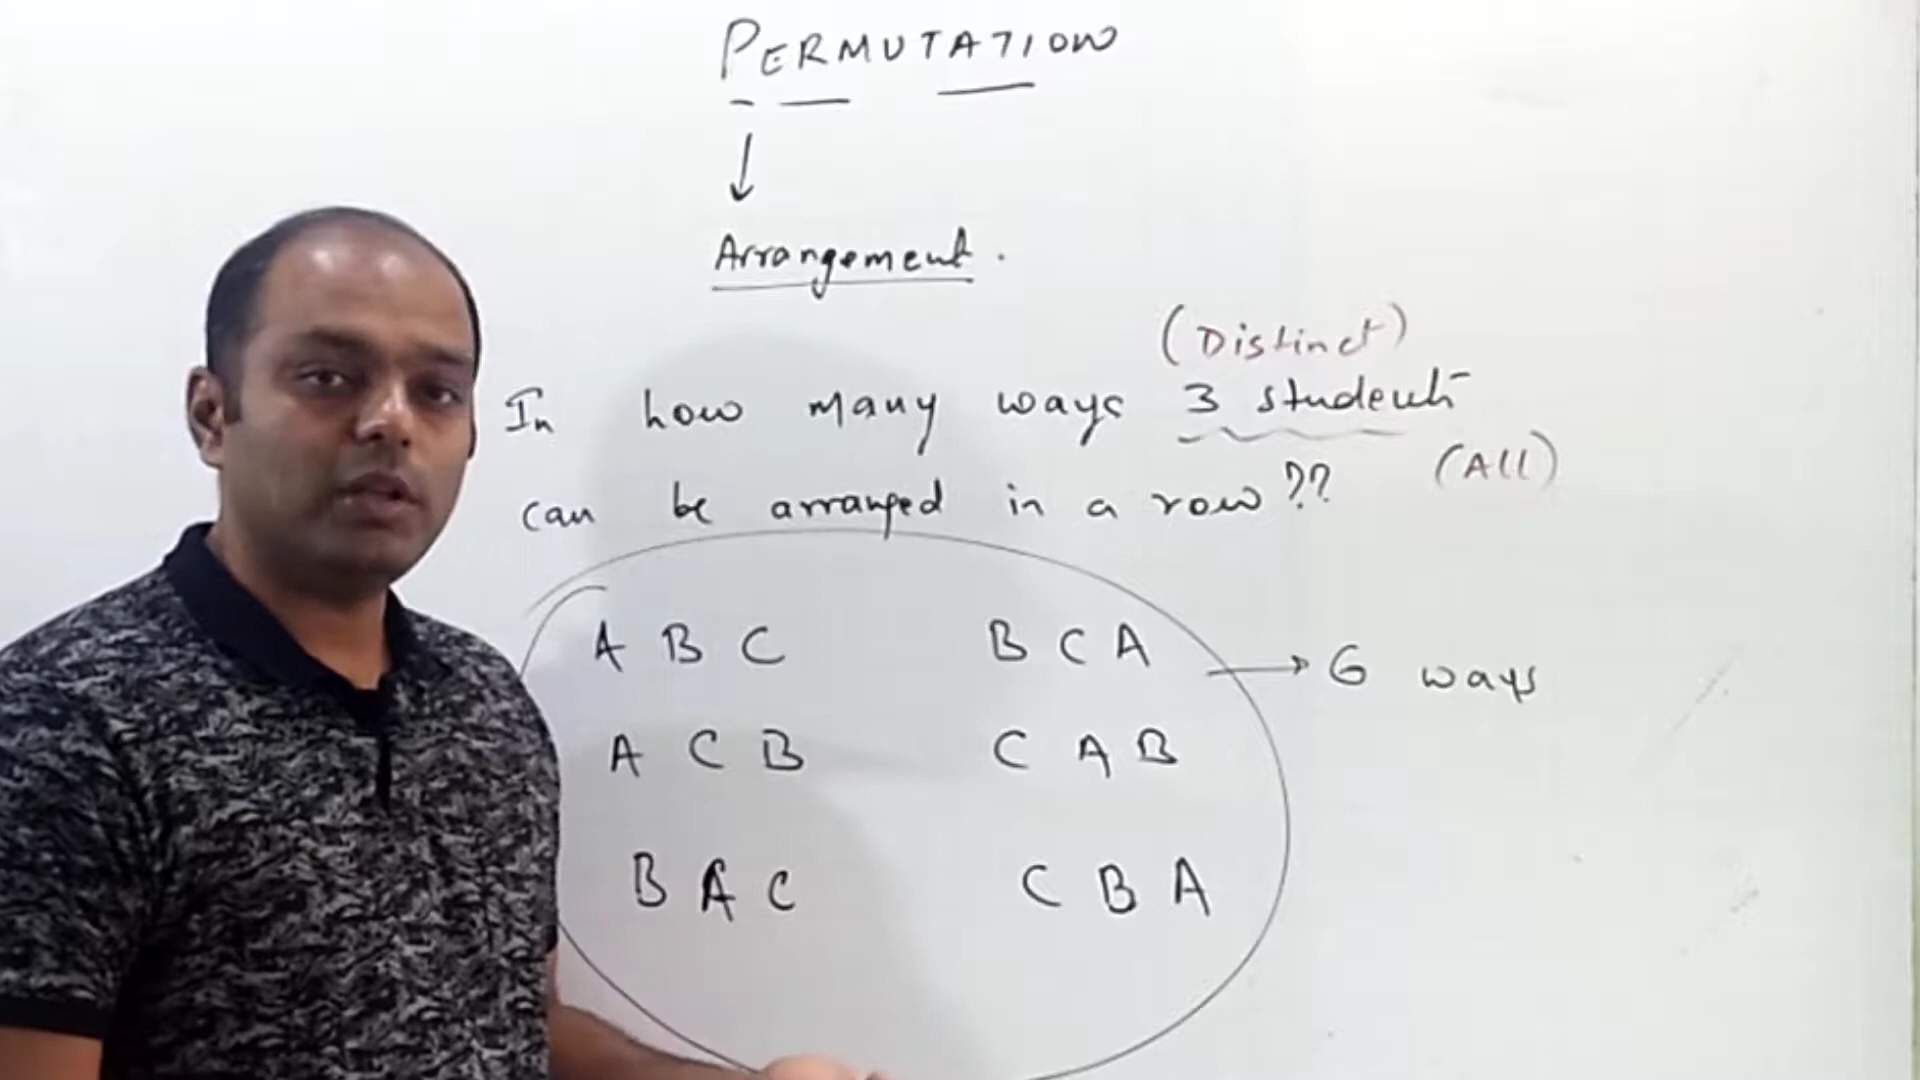 PERMUTATION
Arrangement.
(Distinct)
In how many ways 3 students
(All)
can be arranged in a row??
A B C B C A → 6 ways
A C B C A B
B A C C B A